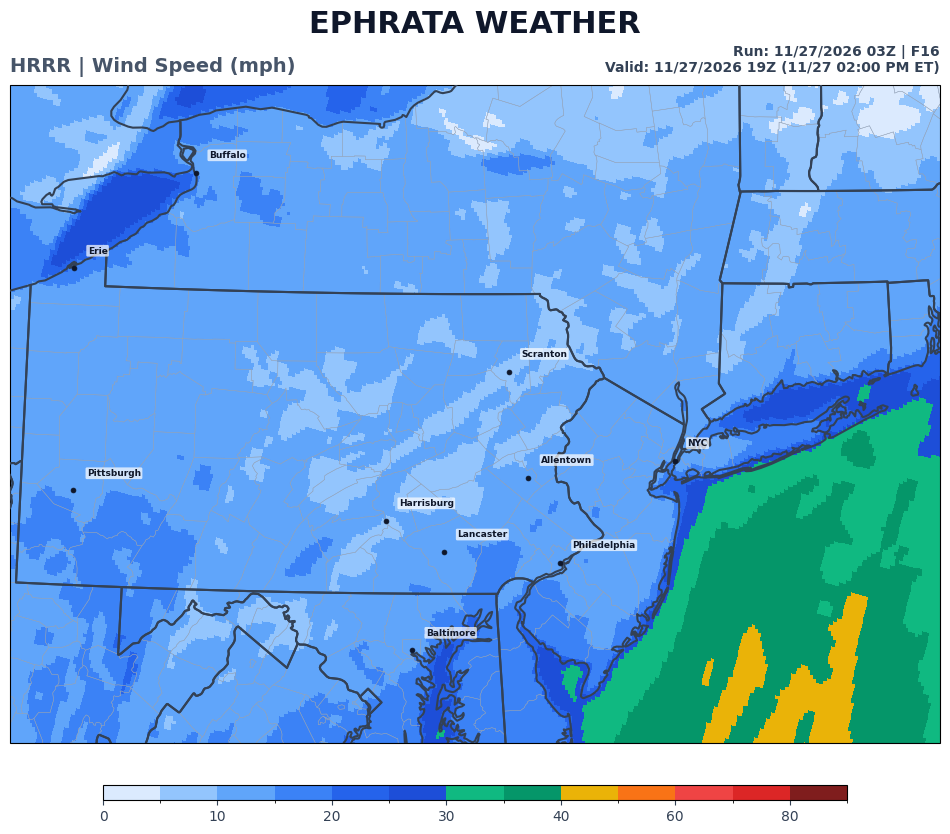 EPHRATA WEATHER
Run: 11/27/2026 03Z | F16
HRRR | Wind Speed (mph)
Valid: 11/27/2026 19Z (11/27 02:00 PM ET)
Buffalo
Erie
Scranton
NYC
Allentown
Pittsburgh
Harrisburg
Lancaster
Philadelphia
Baltimore
0 10 20 30 40 60 80